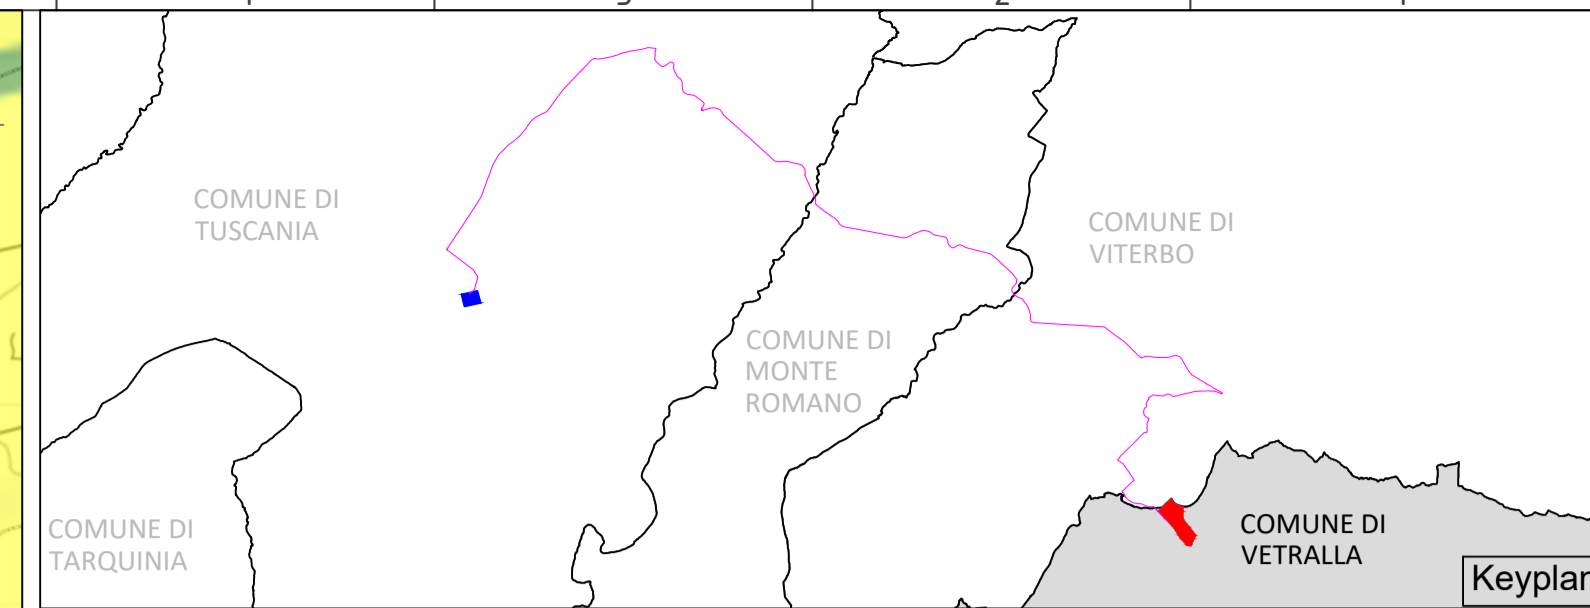 COMUNE DI
TUSCANIA
COMUNE DI
VITERBO
COMUNE DI
MONTE
ROMANO
COMUNE DI
TARQUINIA
COMUNE DI
VETRALLA
Keyplan